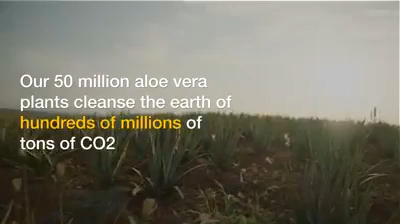 Our 50 million aloe vera
plants cleanse the earth of
hundreds of millions of
tons of CO2